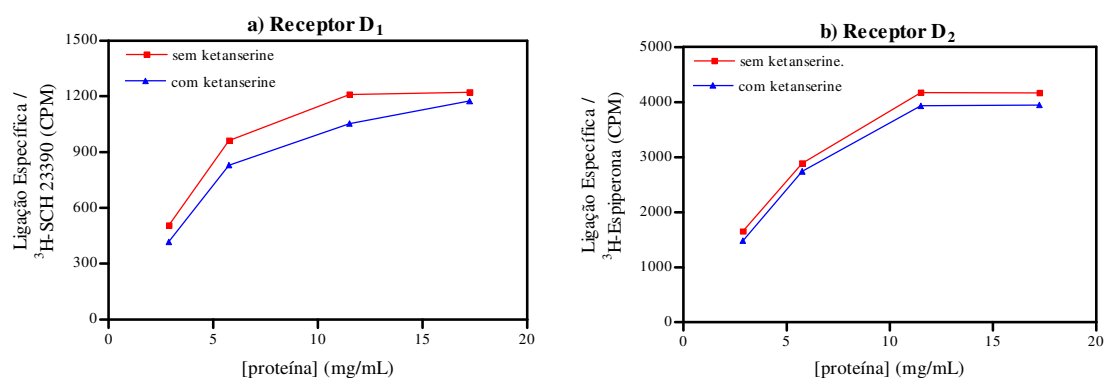 a) Receptor D1
1500
1200
900
600
300
0
0 5 10 15 20
sem ketanserine
com ketanserine
Ligação Específica /
3H-SCH 23390 (CPM)
[proteína] (mg/mL)
b) Receptor D2
5000
4000
3000
2000
1000
0
0 5 10 15 20
sem ketanserine.
com ketanserine
Ligação Específica /
3H-Espiperona (CPM)
[proteína] (mg/mL)